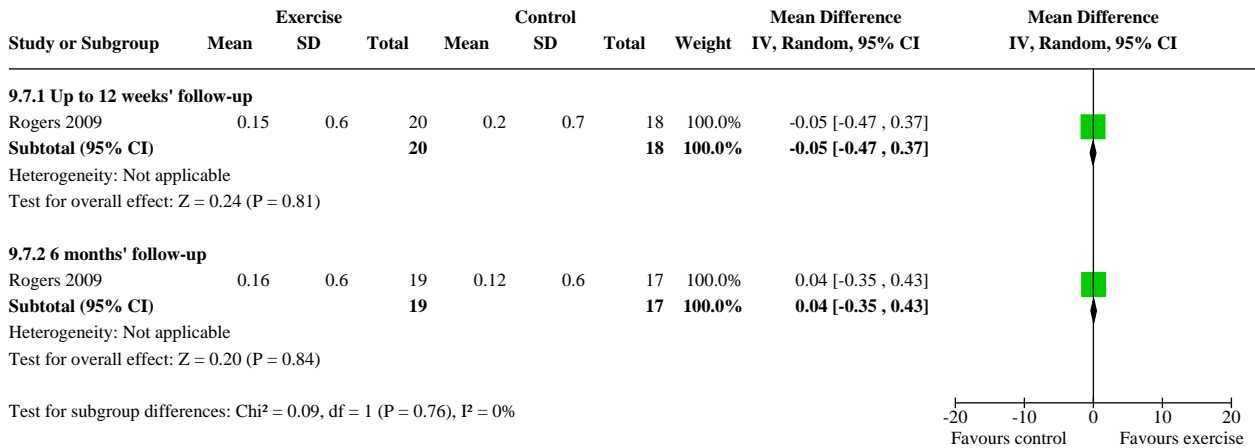 Exercise Control Mean Difference Mean Difference
Study or Subgroup Mean SD Total Mean SD Total Weight IV, Random, 95% CI IV, Random, 95% CI
9.7.1 Up to 12 weeks' follow-up
Rogers 2009 0.15 0.6 20 0.2 0.7 18 100.0% -0.05 [-0.47 , 0.37]
Subtotal (95% CI) 20 18 100.0% -0.05 [-0.47 , 0.37]
Heterogeneity: Not applicable
Test for overall effect: Z = 0.24 (P = 0.81)
9.7.2 6 months' follow-up
Rogers 2009 0.16 0.6 19 0.12 0.6 17 100.0% 0.04 [-0.35 , 0.43]
Subtotal (95% CI) 19 17 100.0% 0.04 [-0.35 , 0.43]
Heterogeneity: Not applicable
Test for overall effect: Z = 0.20 (P = 0.84)
Test for subgroup differences: Chi² = 0.09, df = 1 (P = 0.76), I² = 0%
-20 -10 0 10 20
Favours control Favours exercise